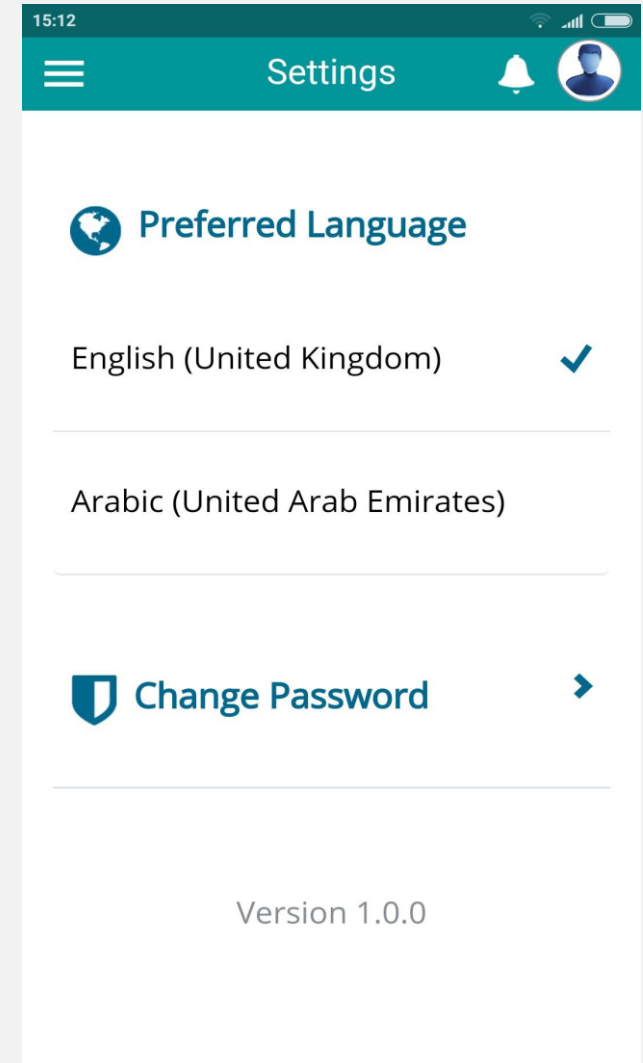 15:12
Settings
Preferred Language
English (United Kingdom)
Arabic (United Arab Emirates)
Change Password
Version 1.0.0